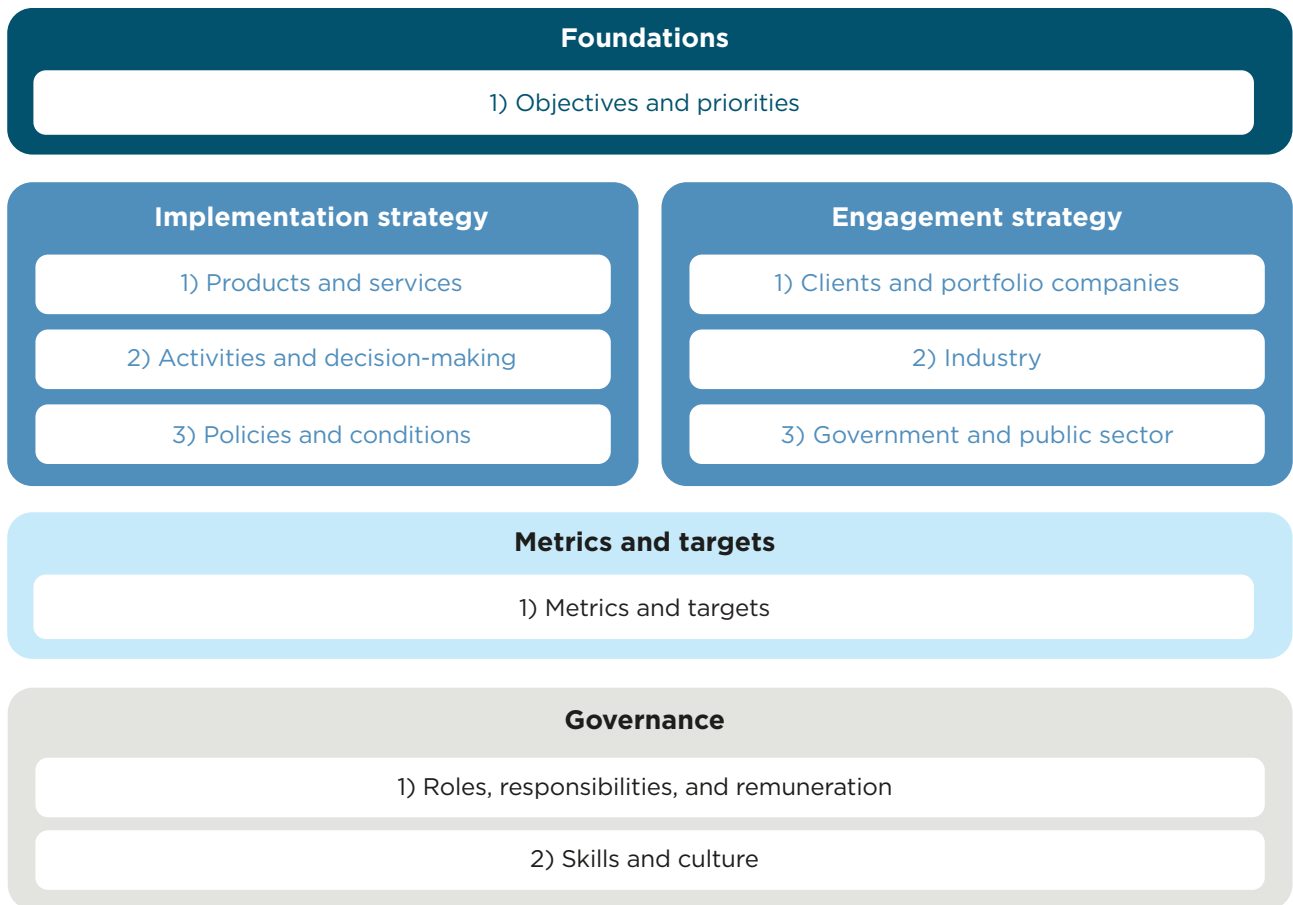 Foundations
1) Objectives and priorities
Implementation strategy
1) Products and services
2) Activities and decision-making
3) Policies and conditions
Engagement strategy
1) Clients and portfolio companies
2) Industry
3) Government and public sector
Metrics and targets
1) Metrics and targets
Governance
1) Roles, responsibilities, and remuneration
2) Skills and culture